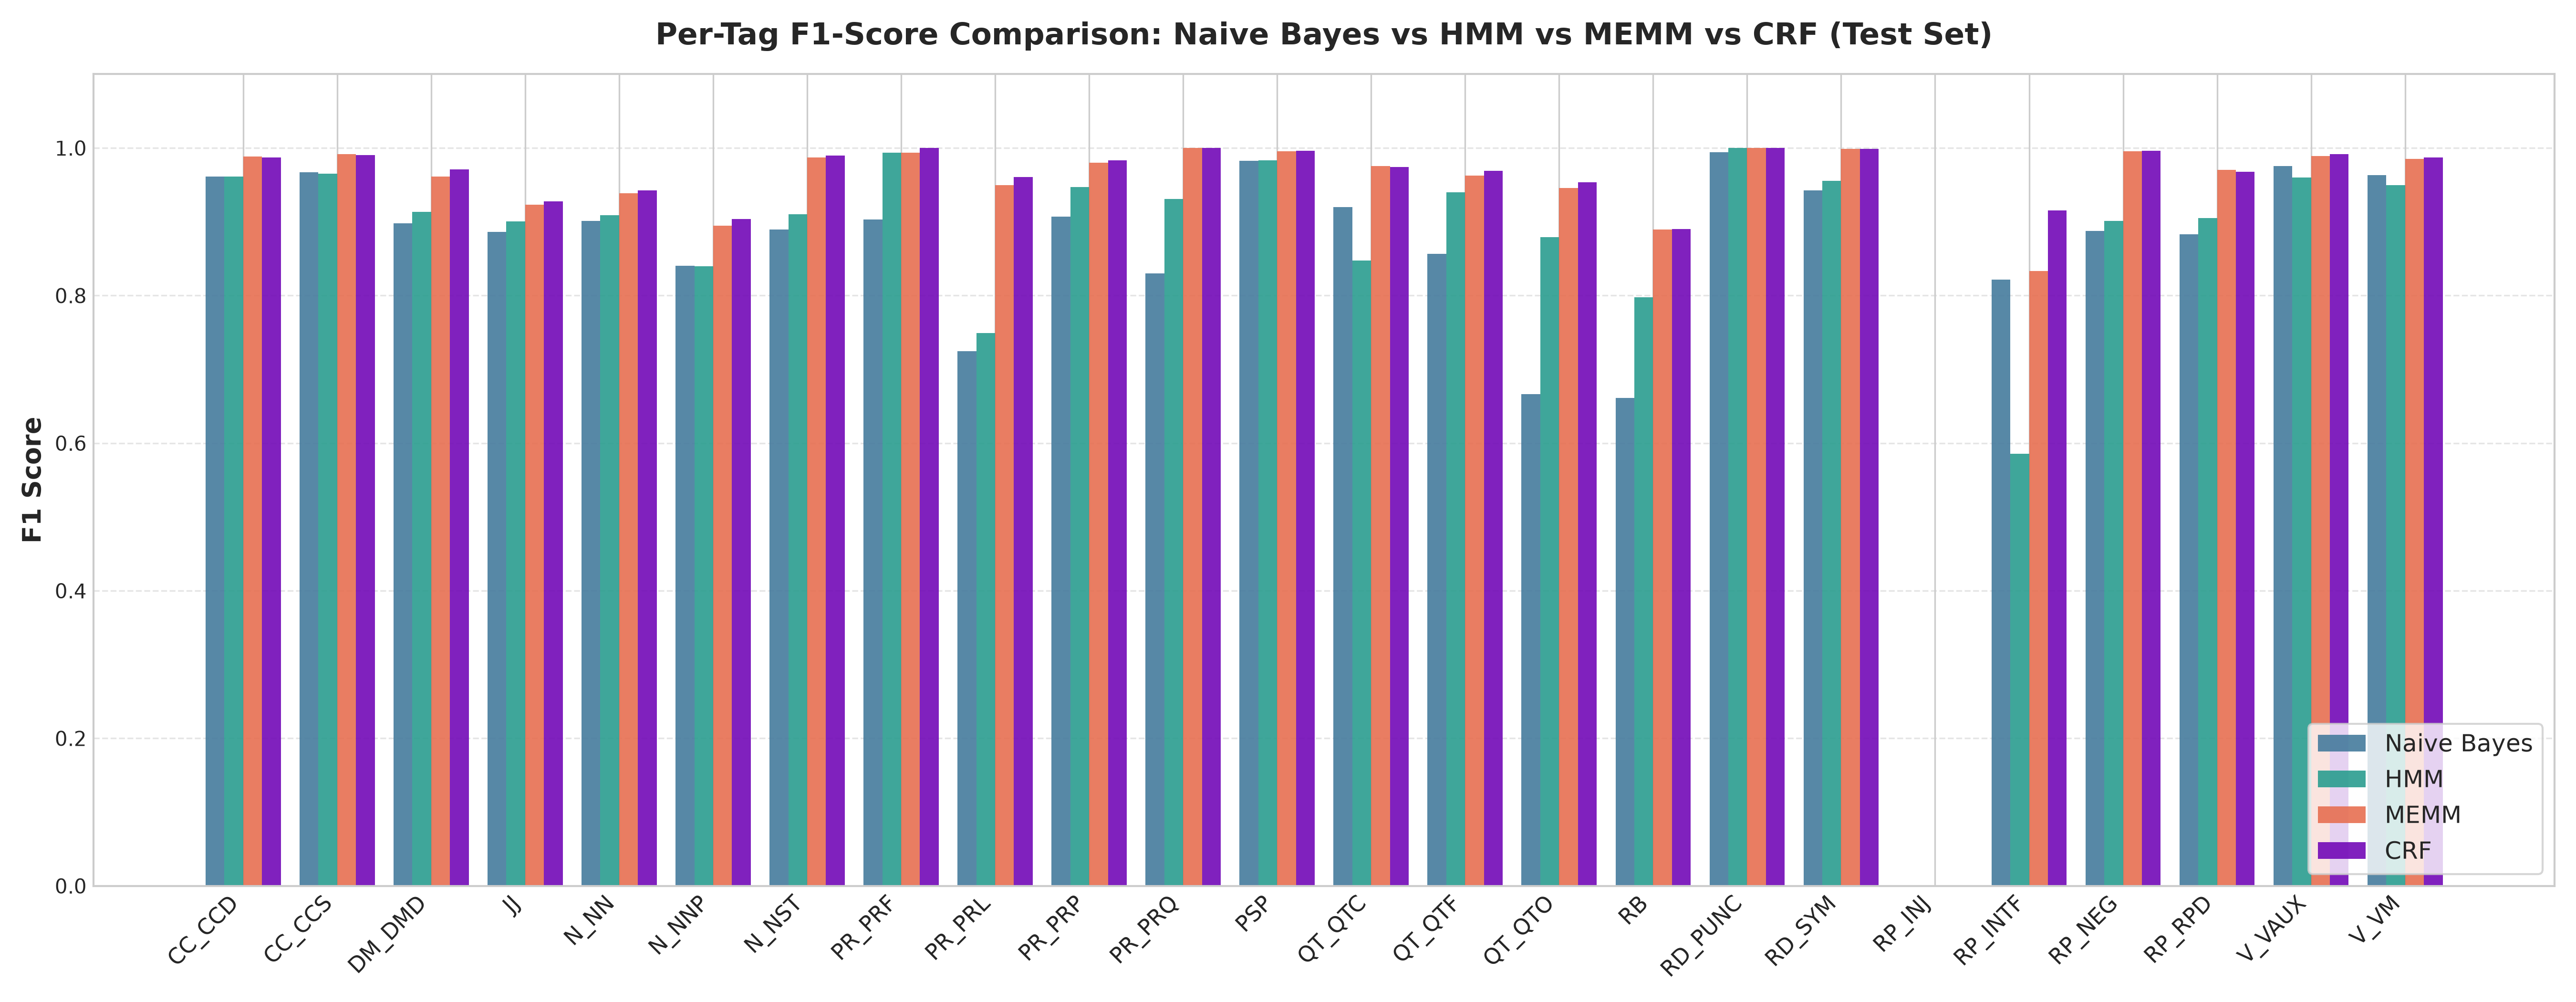 Per-Tag F1-Score Comparison: Naive Bayes vs HMM vs MEMM vs CRF (Test Set)
F1 Score
1.0
0.8
0.6
0.4
0.2
0.0
CC_CCD
CC_CCS
DM_DMD
JJ
N_NN
N_NNP
N_NST
PR_PRF
PR_PRL
PR_PRP
PR_PRQ
PSP
QT_QTC
QT_QTF
QT_QTO
RB
RD_PUNC
RD_SYM
RP_INJ
RP_INTF
RP_NEG
RP_RPD
V_VAUX
V_VM
Naive Bayes
HMM
MEMM
CRF